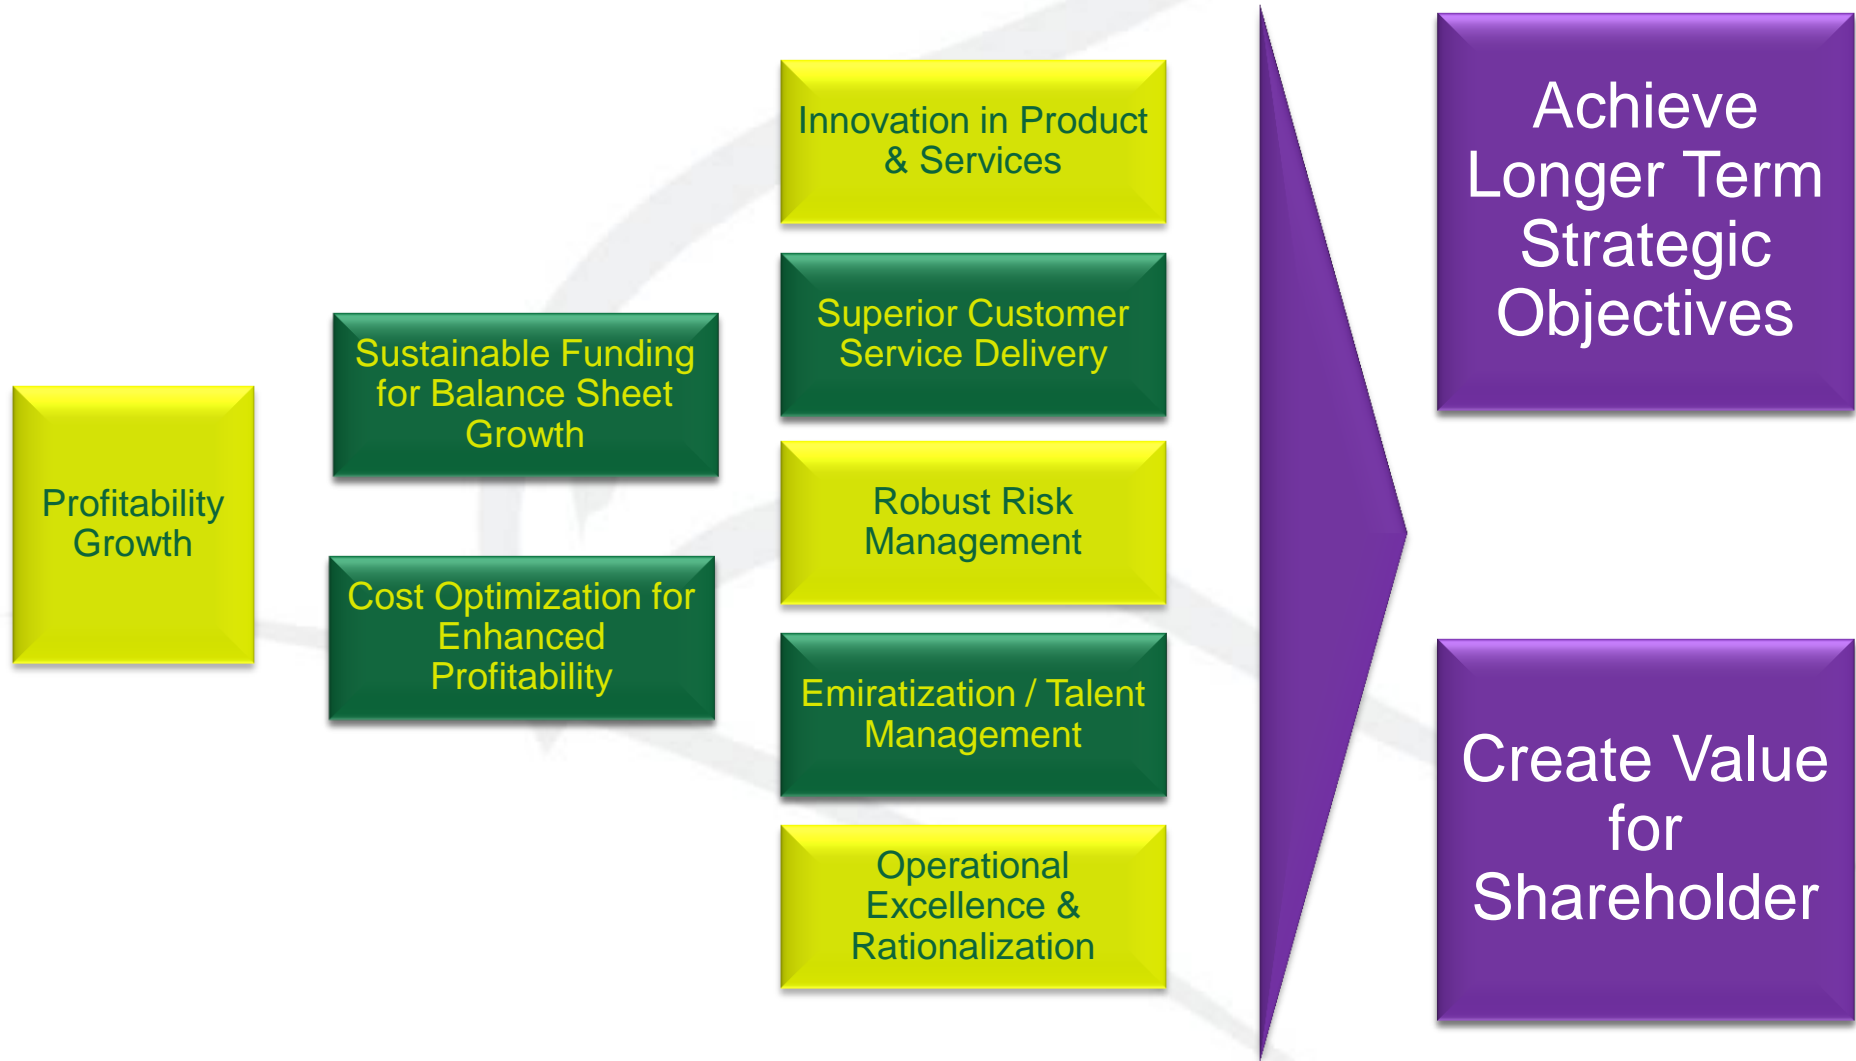 Profitability
Growth
Sustainable Funding
for Balance Sheet
Growth
Cost Optimization for
Enhanced
Profitability
Innovation in Product
& Services
Superior Customer
Service Delivery
Robust Risk
Management
Emiratization / Talent
Management
Operational
Excellence &
Rationalization
Achieve
Longer Term
Strategic
Objectives
Create Value
for
Shareholder